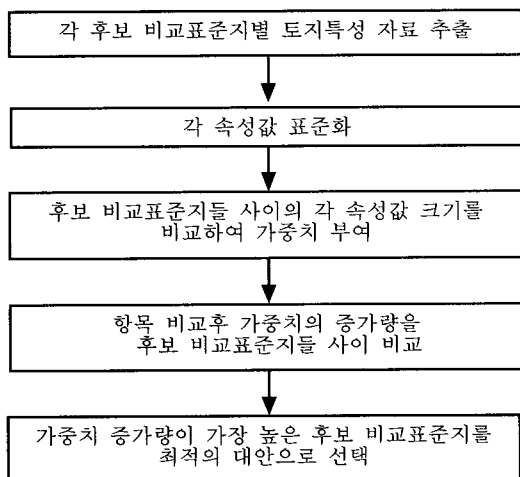 각 후보 비교표준지별 토지특성 자료 추출
각 속성값 표준화
후보 비교표준지들 사이의 각 속성값 크기를
비교하여 가중치 부여
항목 비교후 가중치의 증가량을
후보 비교표준지들 사이 비교
가중치 증가량이 가장 높은 후보 비교표준지를
최적의 대안으로 선택